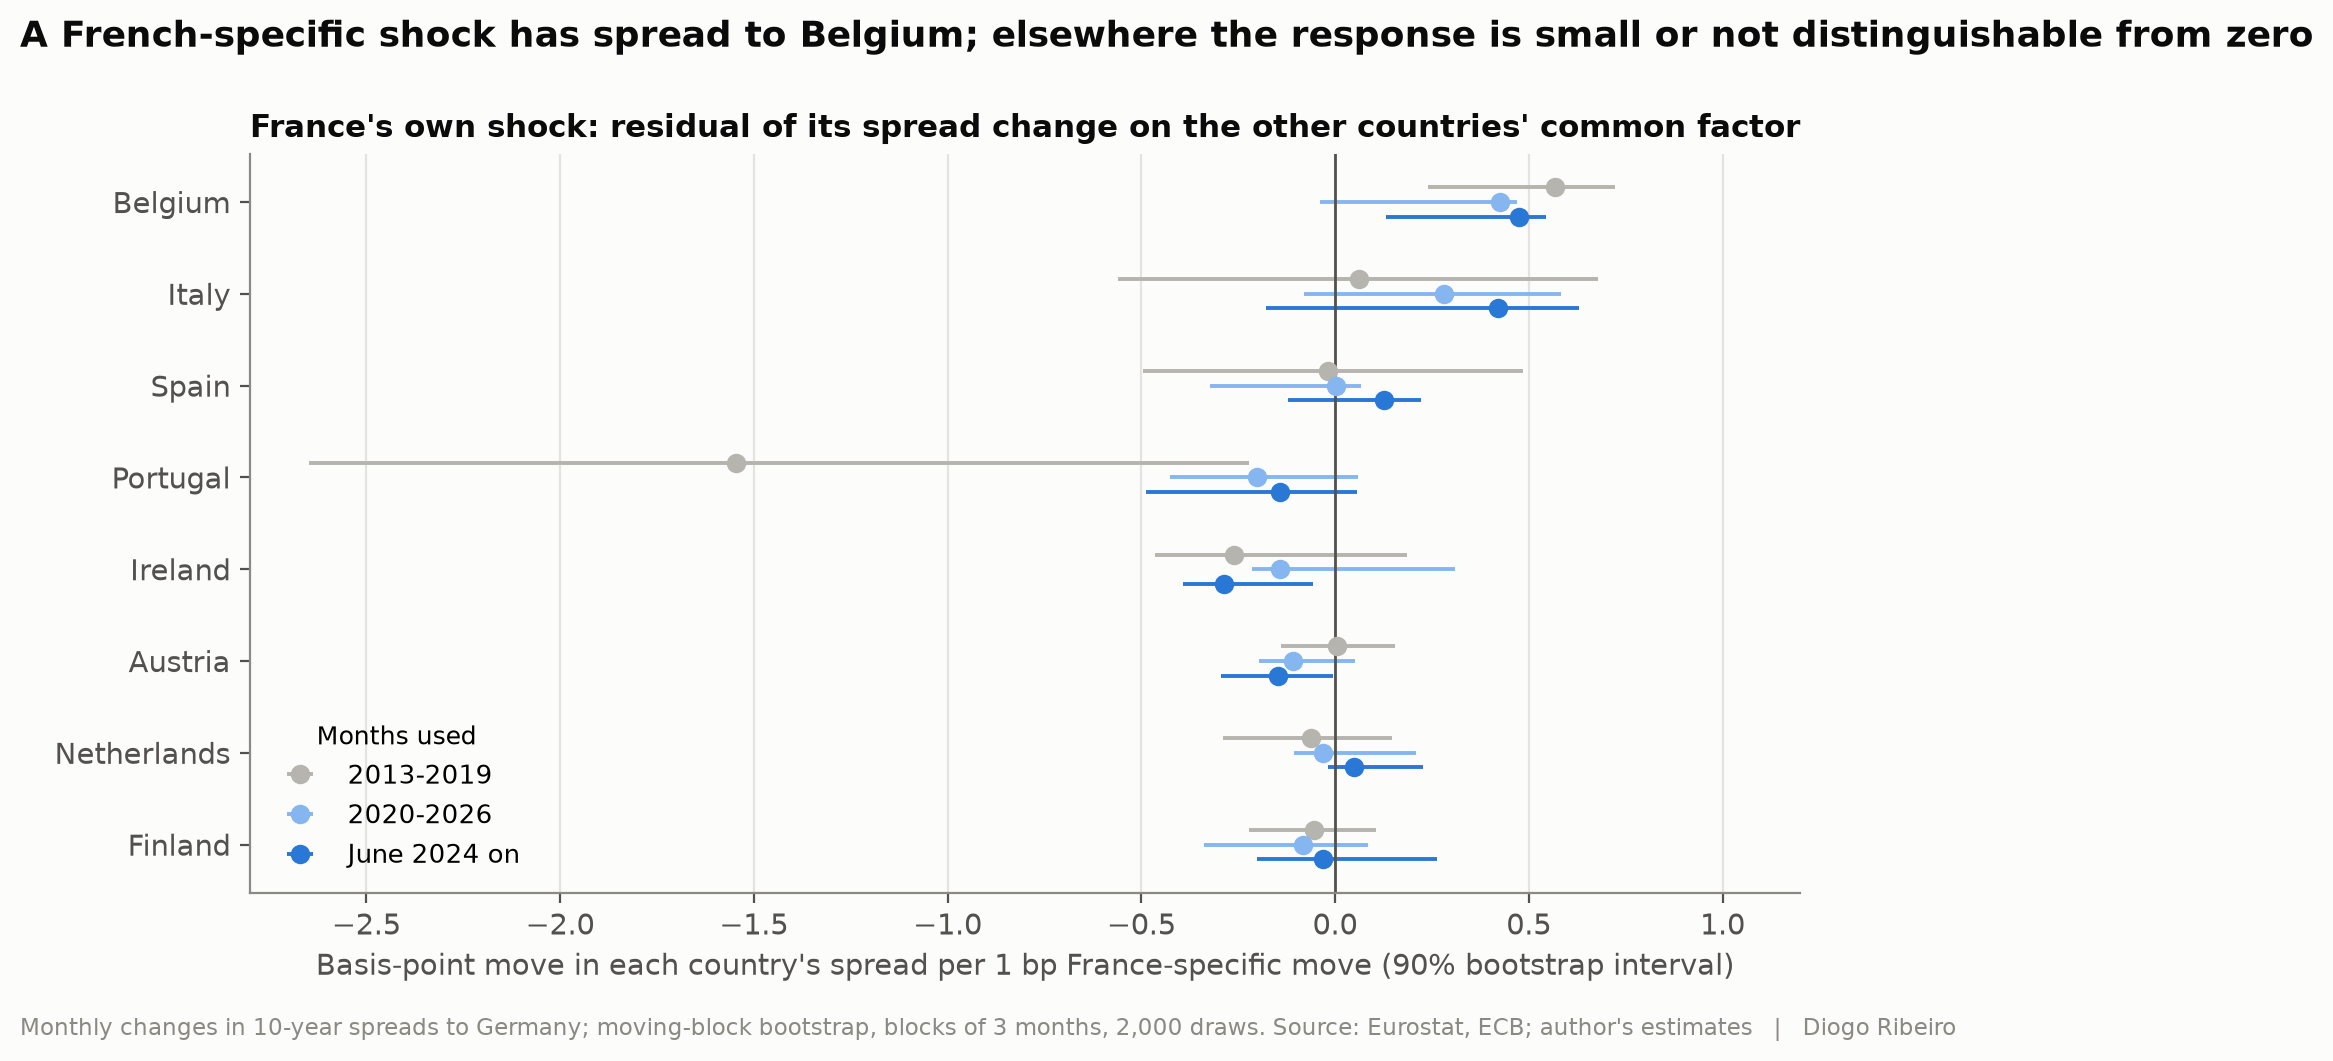 A French-specific shock has spread to Belgium; elsewhere the response is small or not distinguishable from zero
France's own shock: residual of its spread change on the other countries' common factor
Belgium
Italy
Spain
Portugal
Ireland
Austria
Netherlands
Finland
Months used
2013-2019
2020-2026
June 2024 on
−2.5 −2.0 −1.5 −1.0 −0.5 0.0 0.5 1.0
Basis-point move in each country's spread per 1 bp France-specific move (90% bootstrap interval)
Monthly changes in 10-year spreads to Germany; moving-block bootstrap, blocks of 3 months, 2,000 draws. Source: Eurostat, ECB; author's estimates | Diogo Ribeiro